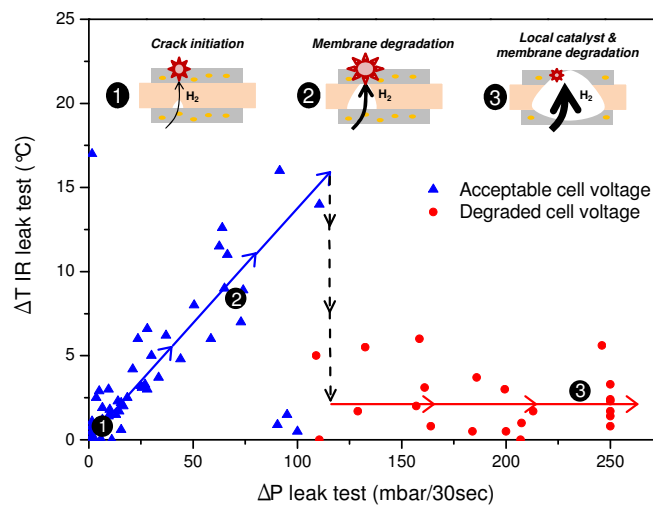 Crack initiation
Membrane degradation
Local catalyst &
membrane degradation
1
H2
2
H2
3
H2
Acceptable cell voltage
Degraded cell voltage
1
2
3
25
20
15
10
5
0
0
50
100
150
200
250
ΔT IR leak test (°C)
ΔP leak test (mbar/30sec)